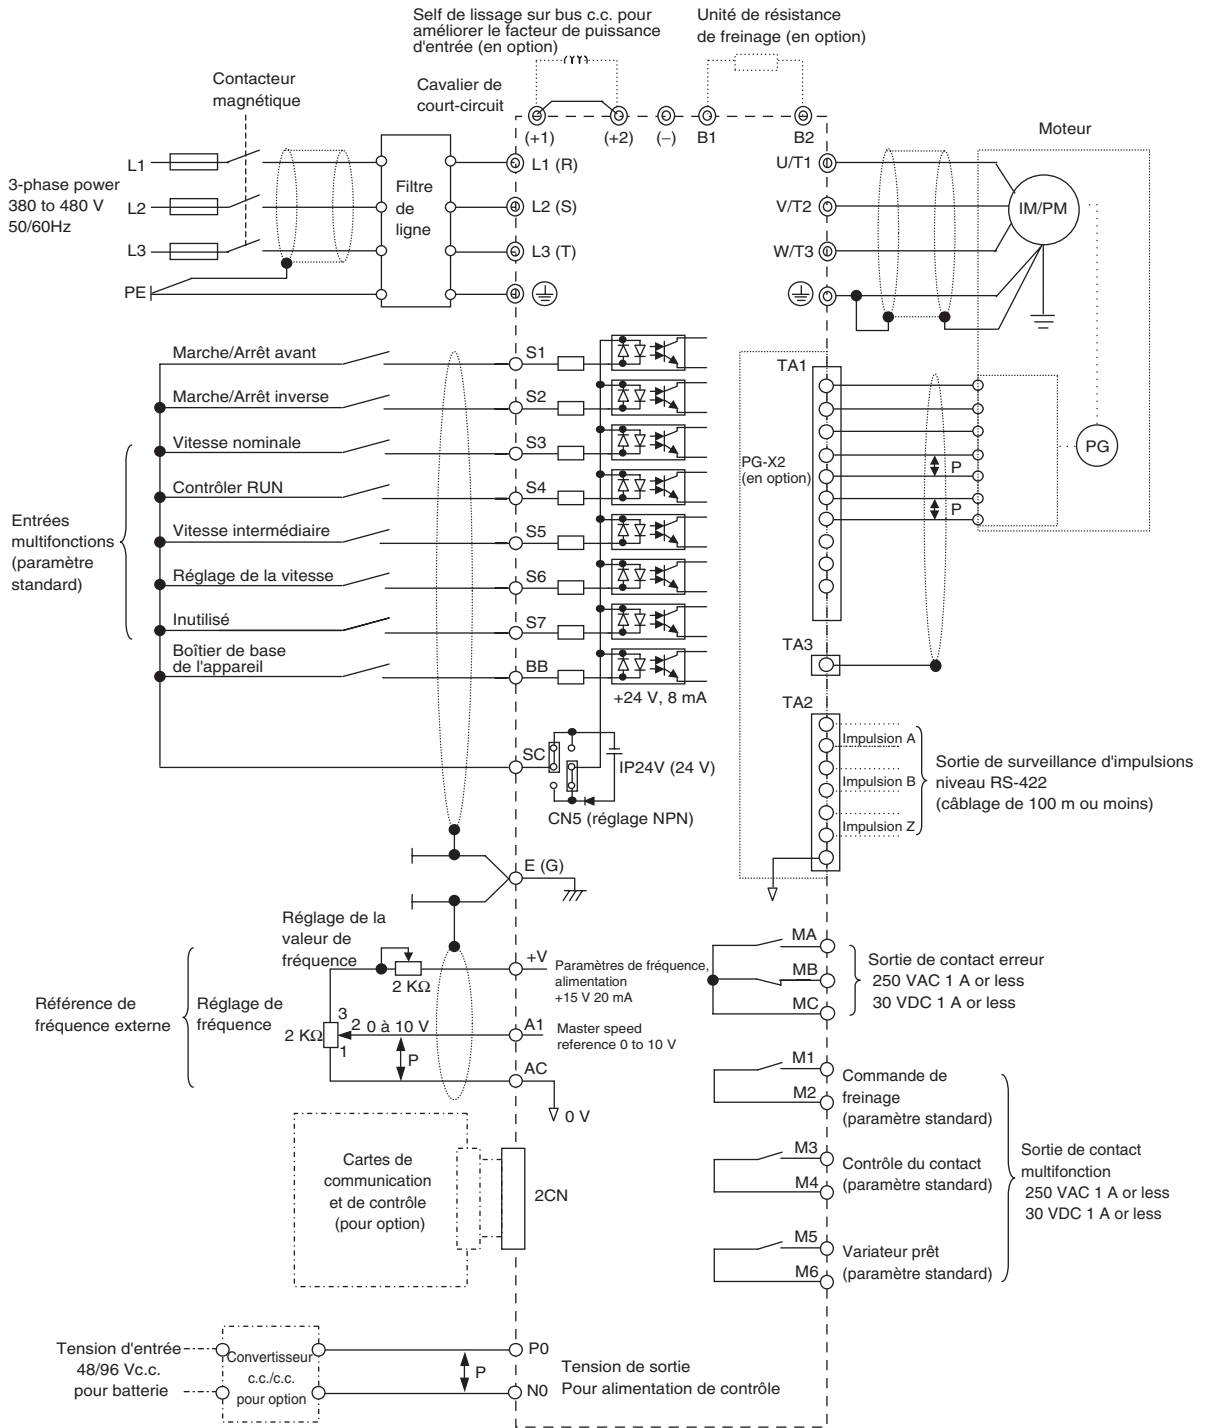 Self de lissage sur bus c.c. pour
améliorer le facteur de puissance
d'entrée (en option)
Unité de résistance
de freinage (en option)
Contacteur
magnétique
Cavalier de
court-circuit
(+1)
(+2)
(−)
B1
B2
Moteur
3-phase power
380 to 480 V
50/60Hz
L1
L2
L3
PE
Filtre
de
ligne
L1 (R)
L2 (S)
L3 (T)
U/T1
V/T2
W/T3
IM/PM
Marche/Arrêt avant
S1
Marche/Arrêt inverse
S2
Vitesse nominale
S3
Contrôler RUN
S4
Vitesse intermédiaire
S5
Réglage de la vitesse
S6
Inutilisé
S7
Boîtier de base
de l'appareil
BB
+24 V, 8 mA
Entrées
multifonctions
(paramètre
standard)
TA1
PG-X2
(en option)
P
P
PG
TA3
TA2
SC
IP24V (24 V)
CN5 (réglage NPN)
Impulsion A
Impulsion B
Impulsion Z
Sortie de surveillance d'impulsions
niveau RS-422
(câblage de 100 m ou moins)
E (G)
Réglage de la
valeur de
fréquence
2 KΩ
+V
Paramètres de fréquence,
alimentation
+15 V 20 mA
Référence de
fréquence externe
Réglage de
fréquence
2 KΩ
3
2
1
0 à 10 V
P
A1
Master speed
reference 0 to 10 V
AC
0 V
MA
MB
MC
Sortie de contact erreur
250 VAC 1 A or less
30 VDC 1 A or less
M1
M2
Commande de
freinage
(paramètre standard)
M3
M4
Contrôle du contact
(paramètre standard)
M5
M6
Variateur prêt
(paramètre standard)
Sortie de contact
multifonction
250 VAC 1 A or less
30 VDC 1 A or less
Cartes de
communication
et de contrôle
(pour option)
2CN
Tension d'entrée
48/96 Vc.c.
pour batterie
Convertisseur
c.c./c.c.
pour option
P
P0
N0
Tension de sortie
Pour alimentation de contrôle